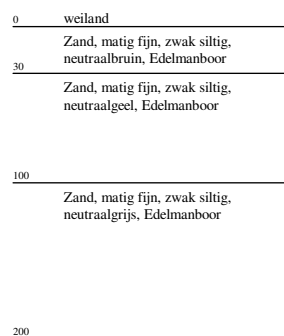 0 weiland
Zand, matig fijn, zwak siltig,
neutraalbruin, Edelmanboor
30
Zand, matig fijn, zwak siltig,
neutraalgeel, Edelmanboor
100
Zand, matig fijn, zwak siltig,
neutraalgrijs, Edelmanboor
200